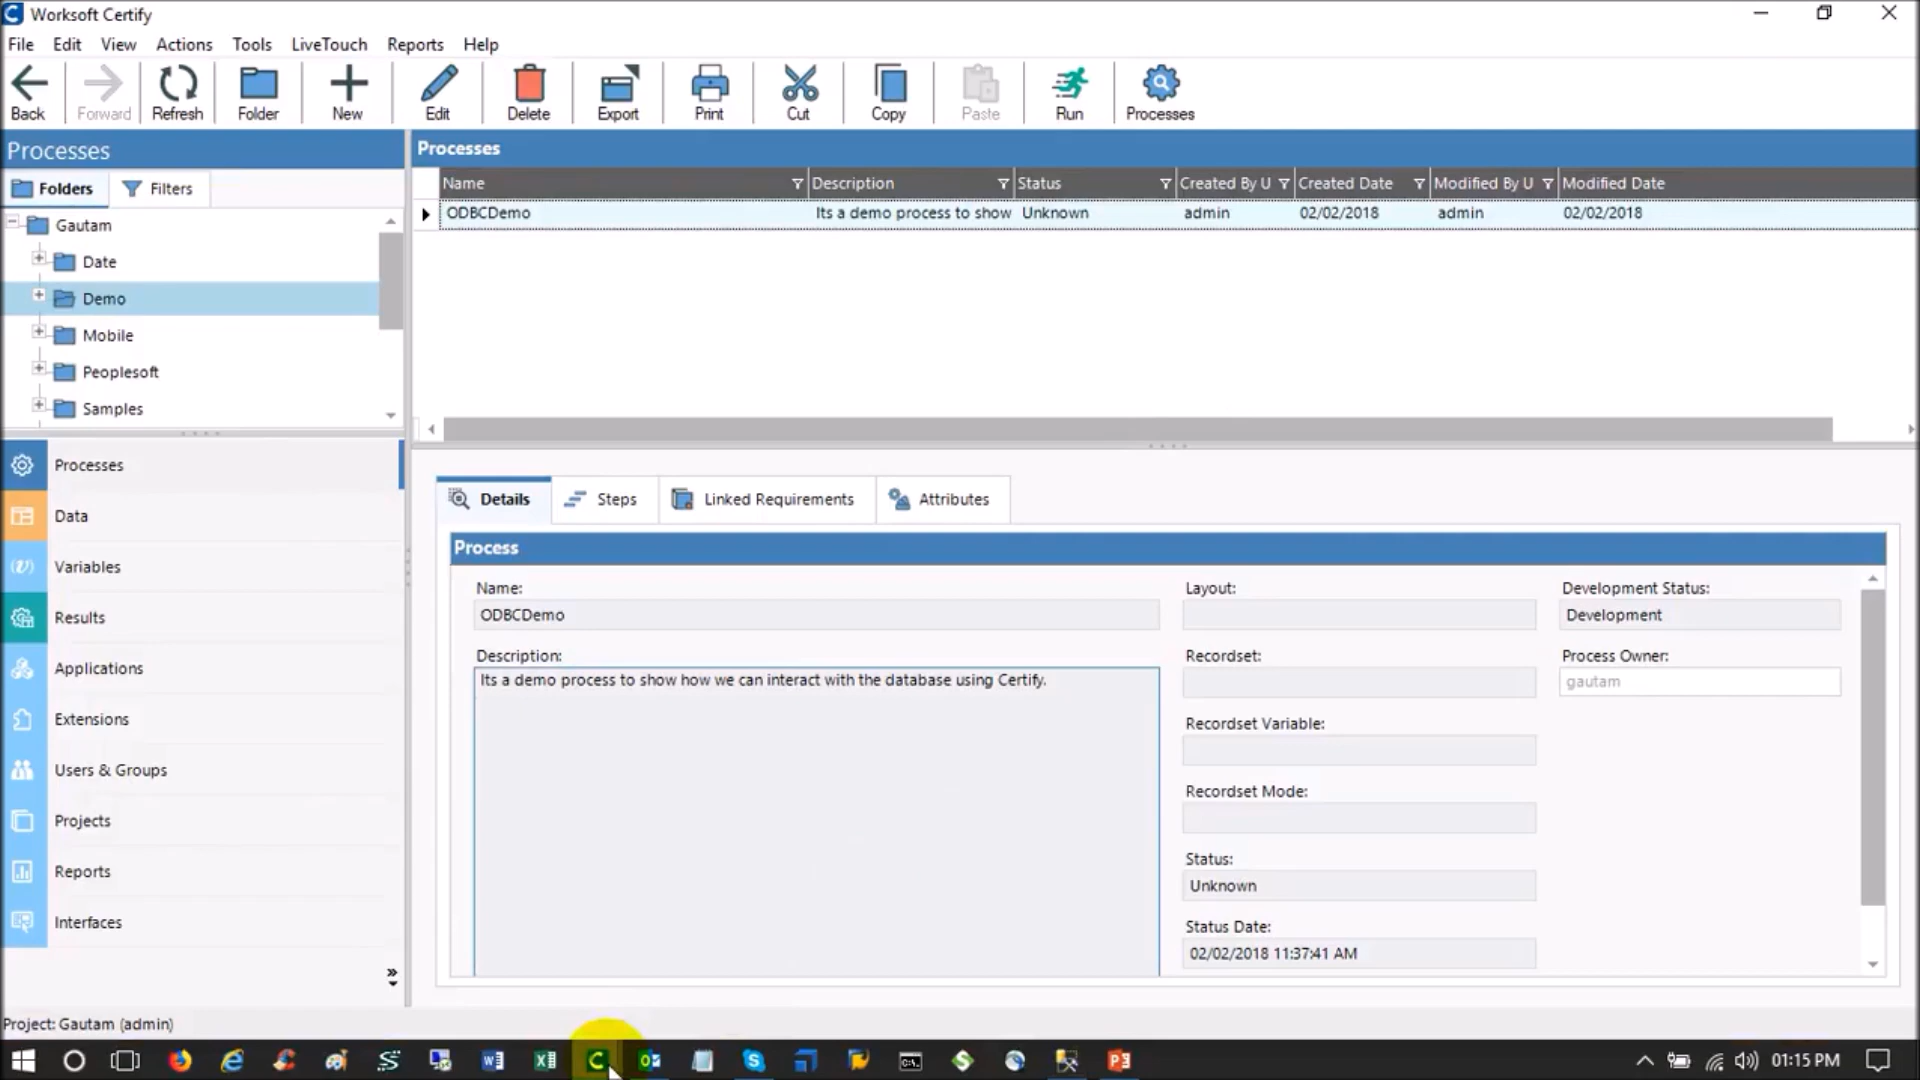 Worksoft Certify
File Edit View Actions Tools LiveTouch Reports Help
Back Forward Refresh Folder New Edit Delete Export Print Cut Copy Paste Run Processes
Processes
Folders Filters
Gautam
Date
Demo
Mobile
Peoplesoft
Samples
Processes
Data
Variables
Results
Applications
Extensions
Users & Groups
Projects
Reports
Interfaces
Processes
Name Description Status Created By U Created Date Modified By U Modified Date
ODBCDemo Its a demo process to show Unknown admin 02/02/2018 admin 02/02/2018
Details Steps Linked Requirements Attributes
Process
Name:
ODBCDemo
Description:
Its a demo process to show how we can interact with the database using Certify.
Layout:
Recordset:
Recordset Variable:
Recordset Mode:
Status:
Unknown
Status Date:
02/02/2018 11:37:41 AM
Development Status:
Development
Process Owner:
gautam
Project: Gautam (admin)
01:15 PM